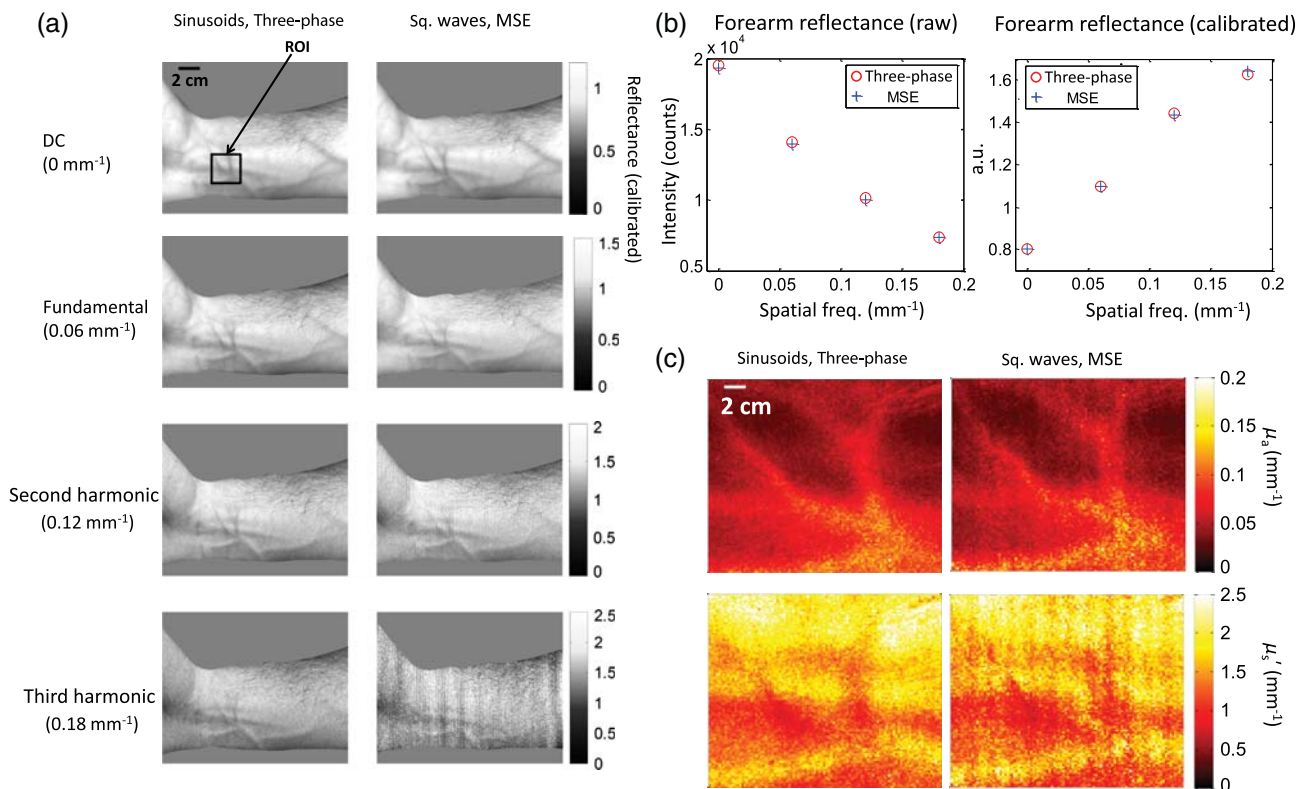 (a)
Sinusoids, Three-phase
Sq. waves, MSE
ROI
2 cm
DC
(0 mm⁻¹)
1
0.5
0
Reflectance (calibrated)
Fundamental
(0.06 mm⁻¹)
1.5
1
0.5
0
Second harmonic
(0.12 mm⁻¹)
2
1.5
1
0.5
0
Third harmonic
(0.18 mm⁻¹)
2.5
2
1.5
1
0.5
0
(b)
Forearm reflectance (raw)
x 10⁴
2
1.5
1
0.5
Intensity (counts)
Three-phase
MSE
0
0.05
0.1
0.15
0.2
Spatial freq. (mm⁻¹)
Forearm reflectance (calibrated)
1.6
1.4
1.2
1
0.8
a.u.
Three-phase
MSE
0
0.05
0.1
0.15
0.2
Spatial freq. (mm⁻¹)
(c)
Sinusoids, Three-phase
Sq. waves, MSE
2 cm
0.2
0.15
0.1
0.05
0
μₐ (mm⁻¹)
2.5
2
1.5
1
0.5
0
μₛ' (mm⁻¹)